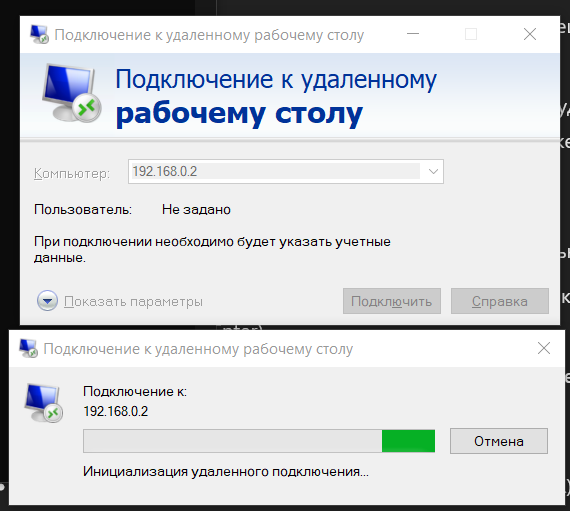 Подключение к удаленному рабочему столу
Подключение к удаленному
рабочему столу
Компьютер:
192.168.0.2
Пользователь:
Не задано
При подключении необходимо будет указать учетные
данные.
Показать параметры
Подключить
Справка
Подключение к удаленному рабочему столу
Подключение к:
192.168.0.2
Отмена
Инициализация удаленного подключения...